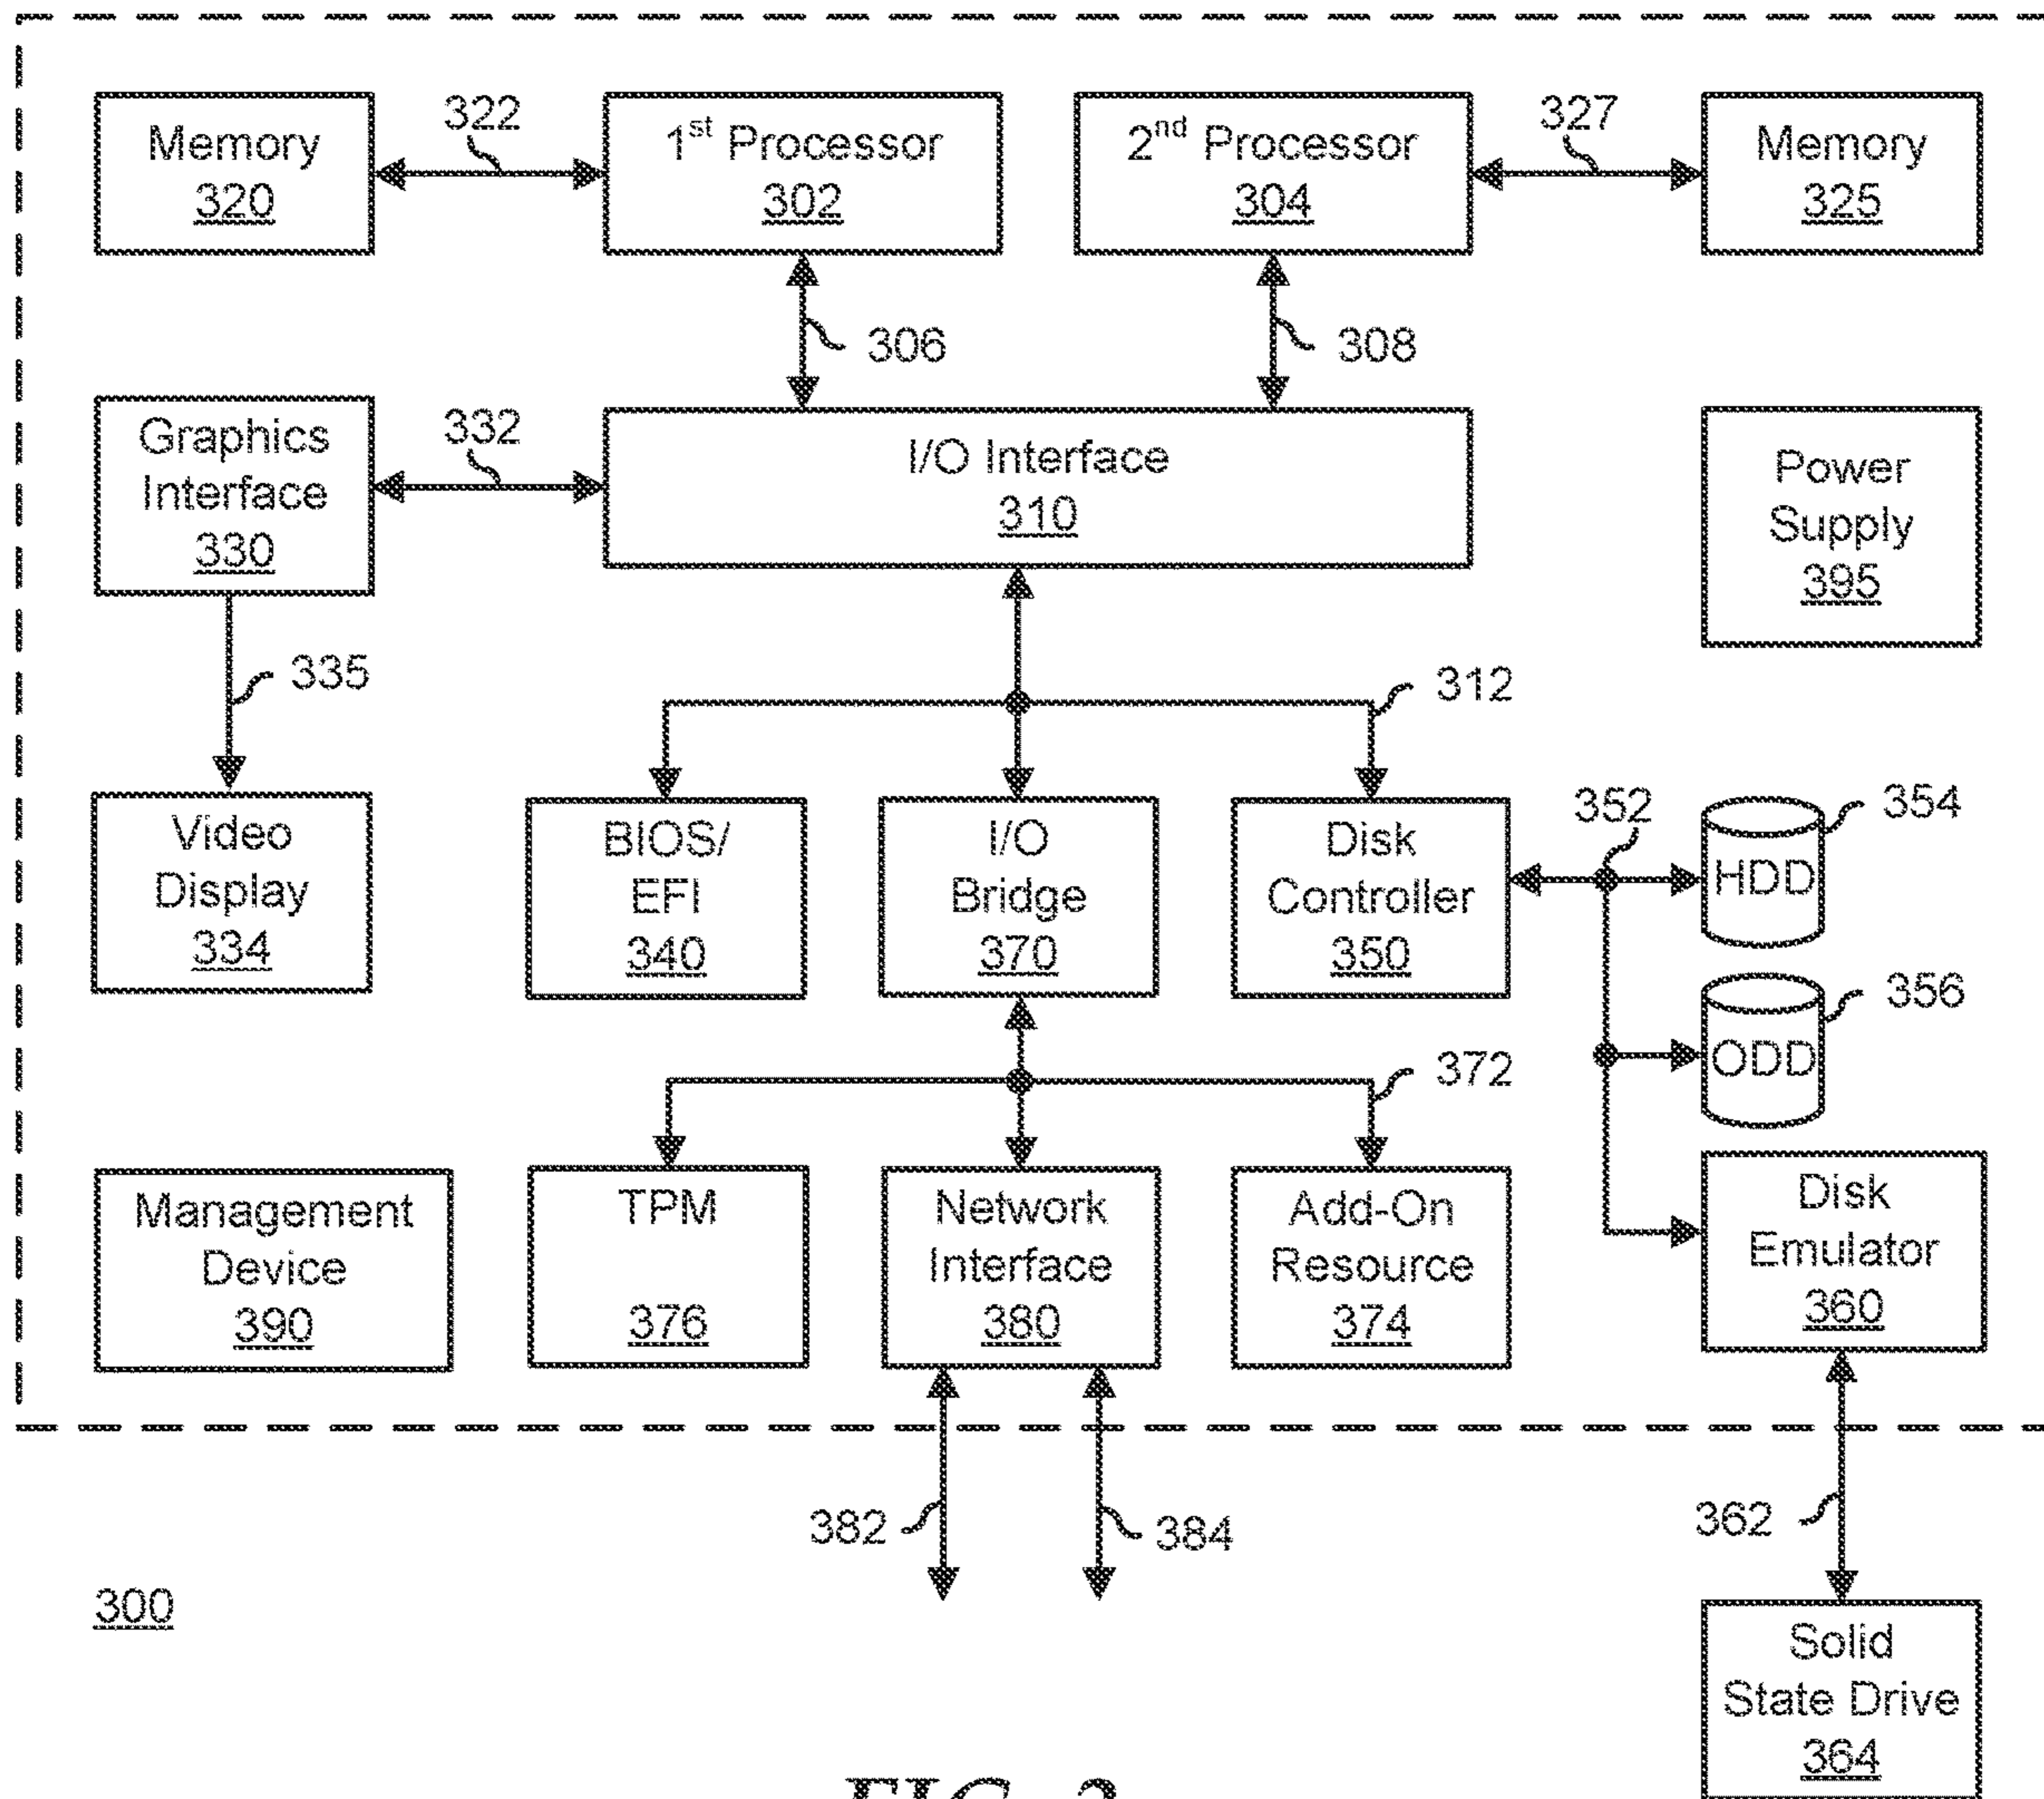 Memory
320
322
1st Processor
302
2nd Processor
304
327
Memory
325
306
308
Graphics
Interface
330
332
I/O Interface
310
Power
Supply
395
335
312
Video
Display
334
BIOS/
EFI
340
I/O
Bridge
370
Disk
Controller
350
352
HDD
354
ODD
356
372
Management
Device
390
TPM
376
Network
Interface
380
Add-On
Resource
374
Disk
Emulator
360
382
384
362
300
Solid
State Drive
364
FIG. 3